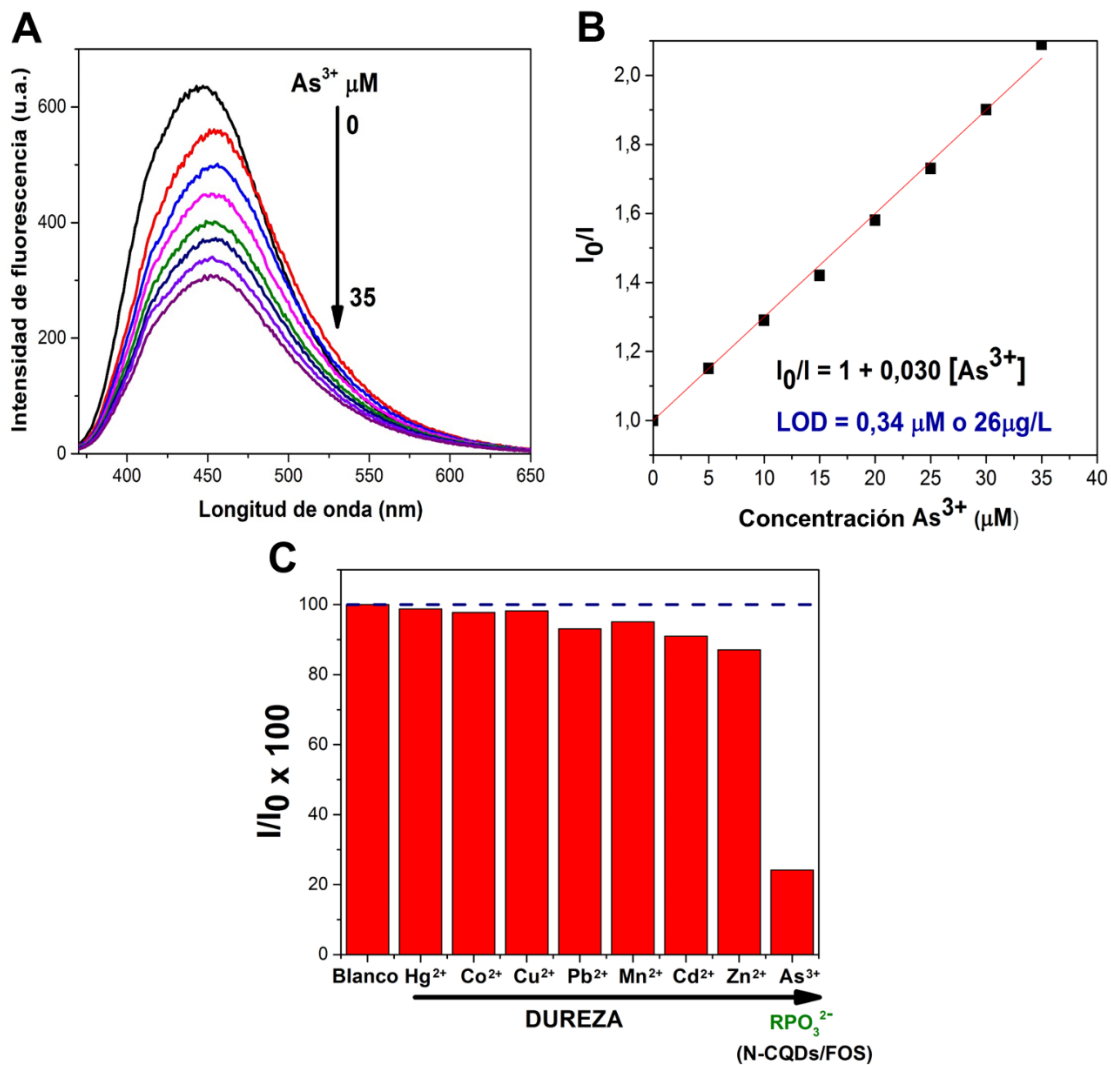 A
As³⁺ μM
0
35
Intensidad de fluorescencia (u.a.)
600
400
200
0
400 450 500 550 600 650
Longitud de onda (nm)
B
I₀/I
2,0
1,8
1,6
1,4
1,2
1,0
I₀/I = 1 + 0,030 [As³⁺]
LOD = 0,34 μM o 26μg/L
0 5 10 15 20 25 30 35 40
Concentración As³⁺ (μM)
C
I/I₀ x 100
100
80
60
40
20
0
Blanco Hg²⁺ Co²⁺ Cu²⁺ Pb²⁺ Mn²⁺ Cd²⁺ Zn²⁺ As³⁺
DUREZA
RPO₃²⁻
(N-CQDs/FOS)